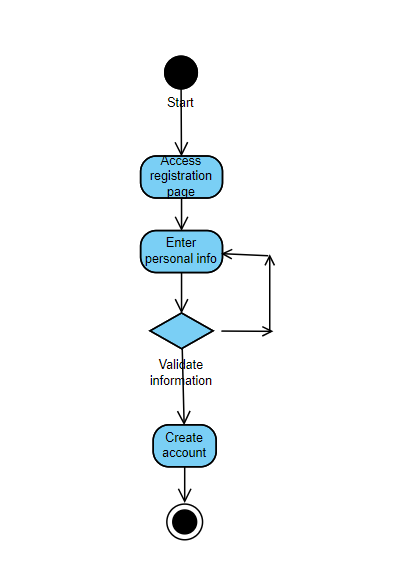 Start
Access
registration
page
Enter
personal info
Validate
information
Create
account